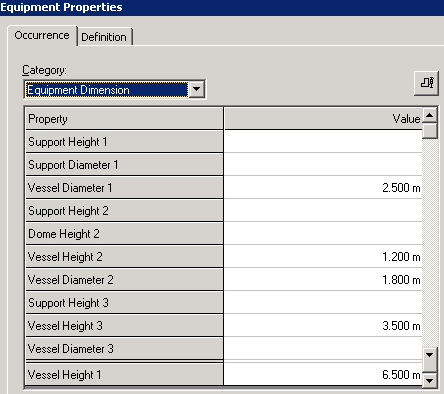 Equipment Properties
Occurrence Definition
Category:
Equipment Dimension
Property Value
Support Height 1
Support Diameter 1
Vessel Diameter 1 2.500 m
Support Height 2
Dome Height 2
Vessel Height 2 1.200 m
Vessel Diameter 2 1.800 m
Support Height 3
Vessel Height 3 3.500 m
Vessel Diameter 3
Vessel Height 1 6.500 m